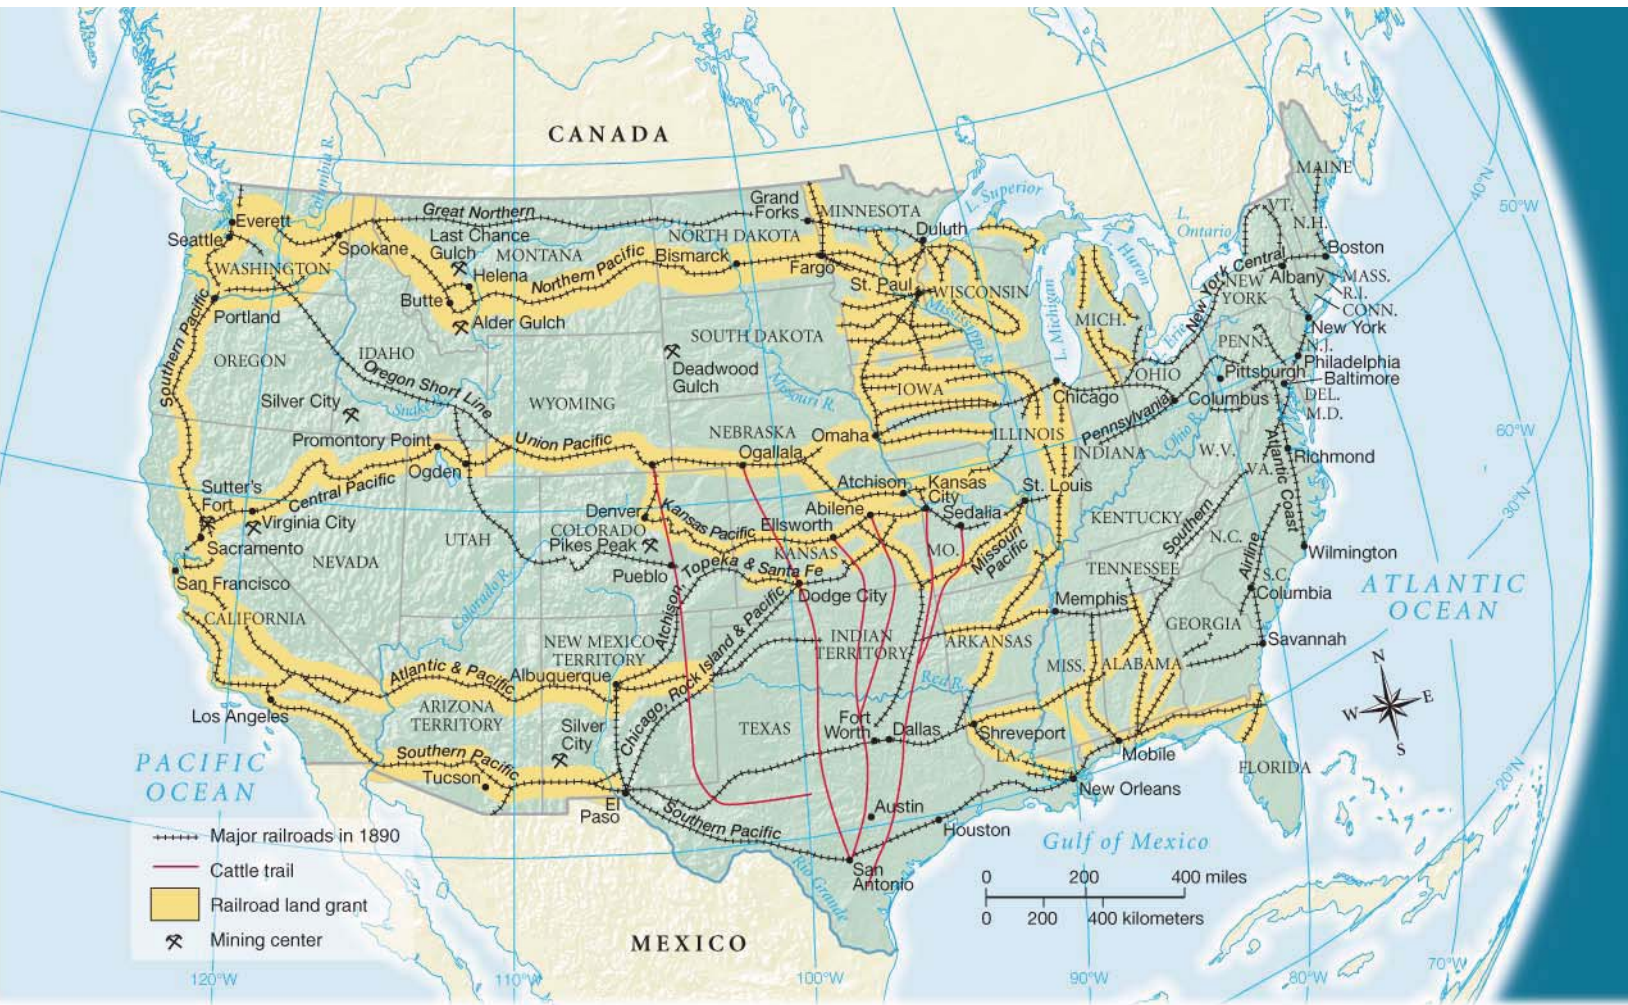 CANADA
MAINE
40°N
50°W
L. Superior
Columbia R.
Grand
Forks
Great Northern
MINNESOTA
VT.
N.H.
L.
Ontario
Everett
Seattle
Spokane
Last Chance
Gulch
MONTANA
NORTH DAKOTA
Duluth
L. Huron
Boston
WASHINGTON
Helena
Northern Pacific
Bismarck
Fargo
St. Paul
WISCONSIN
New York Central
Albany
MASS.
R.I.
CONN.
NEW
YORK
Butte
Alder Gulch
Portland
Southern Pacific
Mississippi R.
L. Michigan
MICH.
L. Erie
New York
N.J.
PENN.
SOUTH DAKOTA
OREGON
IDAHO
Oregon Short Line
Deadwood
Gulch
Missouri R.
IOWA
Chicago
OHIO
Pittsburgh
Philadelphia
Baltimore
Columbus
DEL.
M.D.
Silver City
Snake R.
WYOMING
Promontory Point
Ogden
Union Pacific
NEBRASKA
Ogallala
Omaha
ILLINOIS
Pennsylvania
INDIANA
Ohio R.
W.V.
VA.
Richmond
60°W
Atlantic Coast
Sutter's
Fort
Central Pacific
Virginia City
Sacramento
San Francisco
NEVADA
UTAH
Denver
COLORADO
Pikes Peak
Pueblo
Kansas Pacific
Ellsworth
Abilene
Atchison
Kansas
City
Sedalia
St. Louis
KANSAS
MO.
Missouri
Pacific
KENTUCKY
Southern
N.C.
30°N
Wilmington
TENNESSEE
Airline
S.C.
Columbia
ATLANTIC
OCEAN
CALIFORNIA
Colorado R.
Atchison, Topeka & Santa Fe
Dodge City
Memphis
GEORGIA
Savannah
NEW MEXICO
TERRITORY
INDIAN
TERRITORY
ARKANSAS
MISS.
ALABAMA
Atlantic & Pacific
Albuquerque
Chicago, Rock Island & Pacific
Red R.
N
W
E
S
Los Angeles
ARIZONA
TERRITORY
Silver
City
TEXAS
Fort
Worth
Dallas
Shreveport
LA.
Mobile
PACIFIC
OCEAN
Southern Pacific
Tucson
FLORIDA
20°N
New Orleans
El
Paso
Southern Pacific
Austin
Houston
Gulf of Mexico
San
Antonio
Rio Grande
Major railroads in 1890
Cattle trail
Railroad land grant
Mining center
0 200 400 miles
0 200 400 kilometers
MEXICO
120°W
110°W
100°W
90°W
80°W
70°W